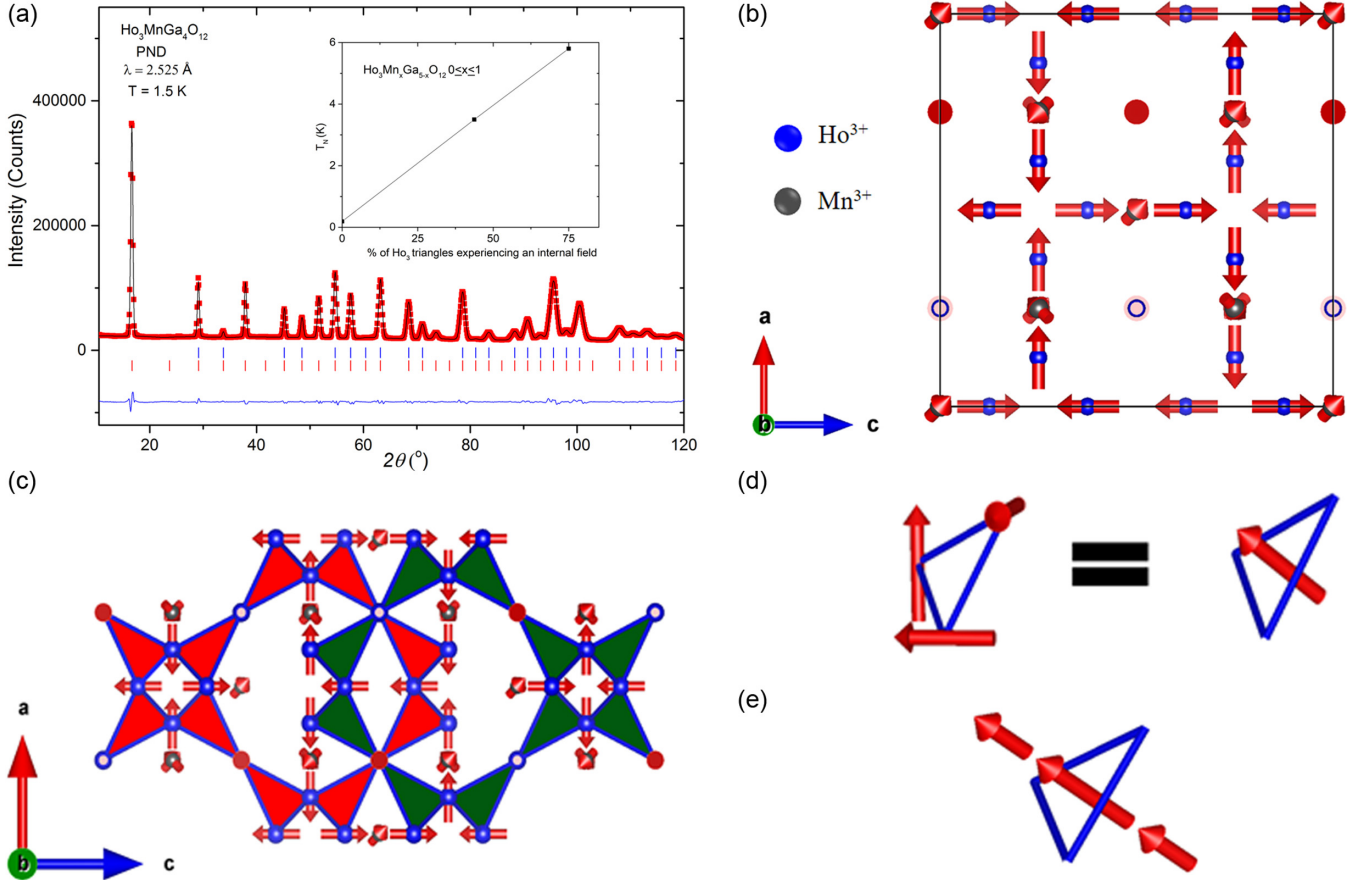 (a)
Ho₃MnGa₄O₁₂
PND
λ = 2.525 Å
T = 1.5 K
Intensity (Counts)
400000
200000
0
20
40
60
80
100
120
2θ (°)
Ho₃MnₓGa₅₋ₓO₁₂ 0≤x≤1
T_N (K)
6
4
2
0
0
25
50
75
% of Ho₃ triangles experiencing an internal field
(b)
Ho³⁺
Mn³⁺
a
b
c
(c)
a
b
c
(d)
(e)